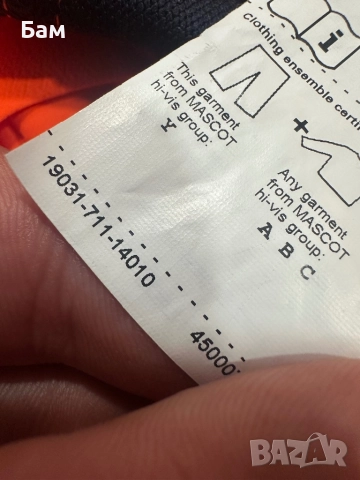 Бам
i
clothing ensemble certi
This garment
from MASCOT
hi-vis group:
Y
+
Any garment
from MASCOT
hi-vis group:
A B C
19031-711-14010
45000
BAZAR